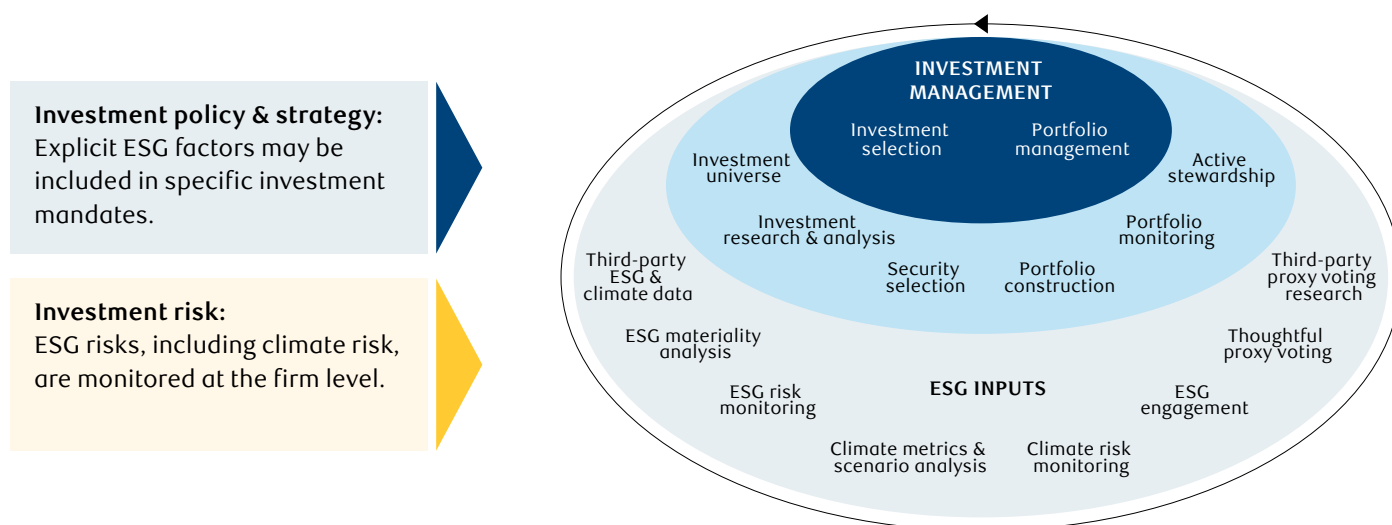 Investment policy & strategy:
Explicit ESG factors may be
included in specific investment
mandates.
Investment risk:
ESG risks, including climate risk,
are monitored at the firm level.
INVESTMENT
MANAGEMENT
Investment
selection
Portfolio
management
Investment
universe
Active
stewardship
Investment
research & analysis
Portfolio
monitoring
Security
selection
Portfolio
construction
Third-party
ESG &
climate data
Third-party
proxy voting
research
ESG materiality
analysis
Thoughtful
proxy voting
ESG risk
monitoring
ESG INPUTS
ESG
engagement
Climate metrics &
scenario analysis
Climate risk
monitoring